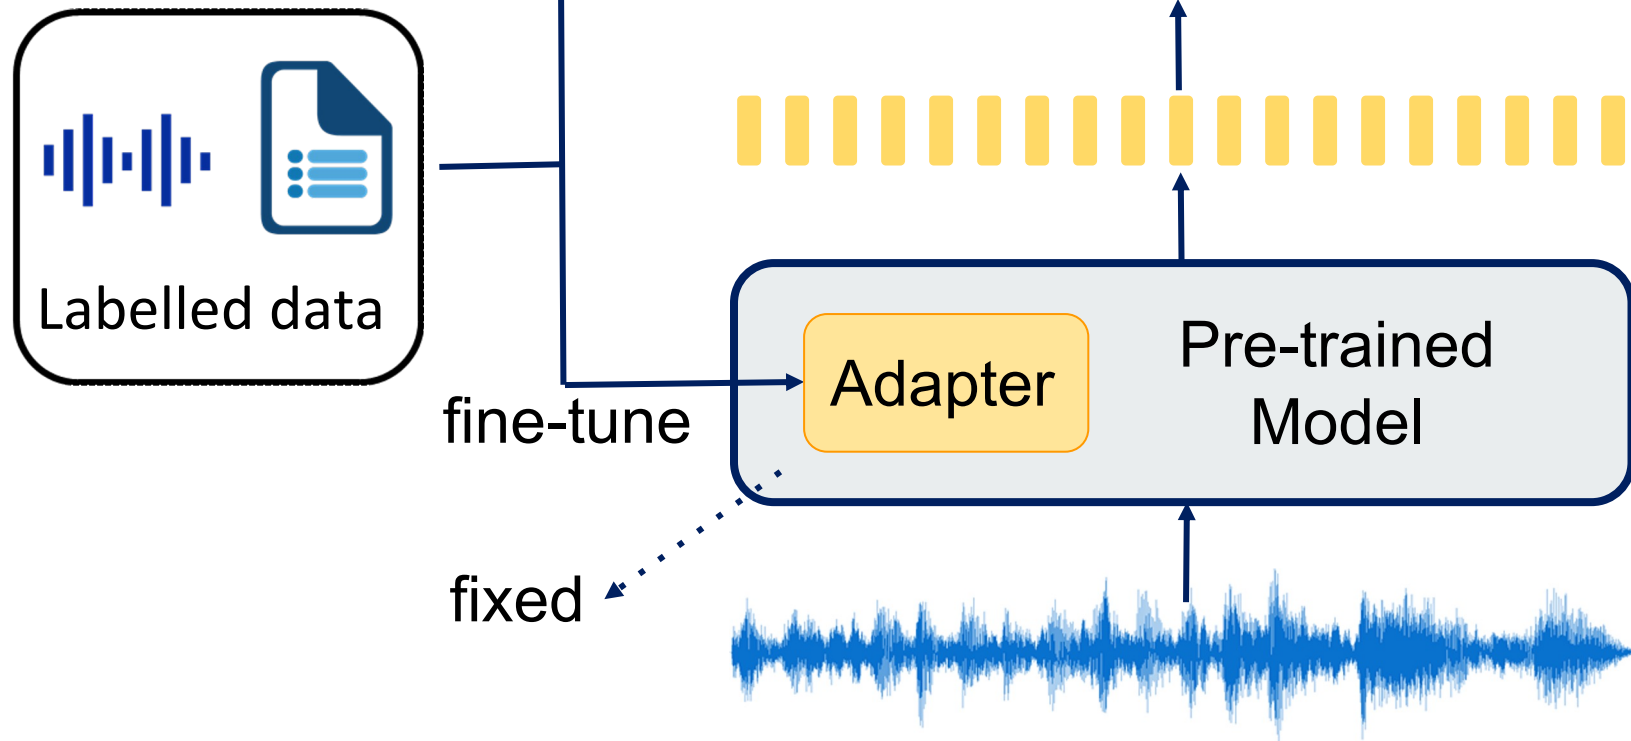 Labelled data
Adapter
Pre-trained
Model
fine-tune
fixed